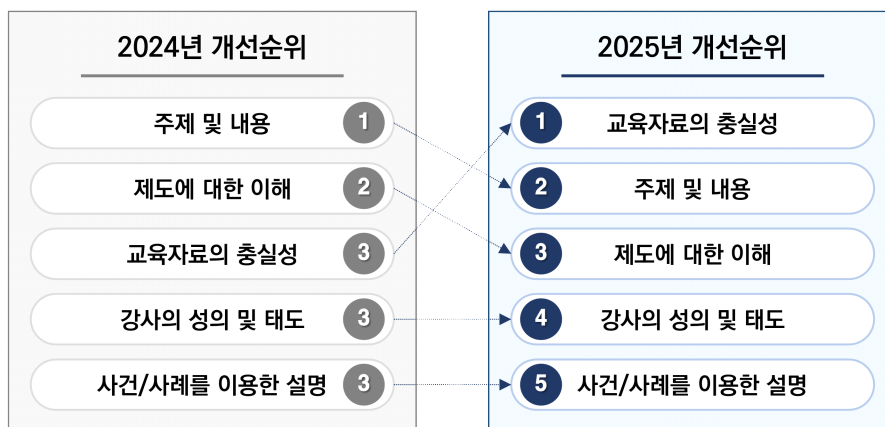 2024년 개선순위
주제 및 내용 1
제도에 대한 이해 2
교육자료의 충실성 3
강사의 성의 및 태도 3
사건/사례를 이용한 설명 3
2025년 개선순위
1 교육자료의 충실성
2 주제 및 내용
3 제도에 대한 이해
4 강사의 성의 및 태도
5 사건/사례를 이용한 설명